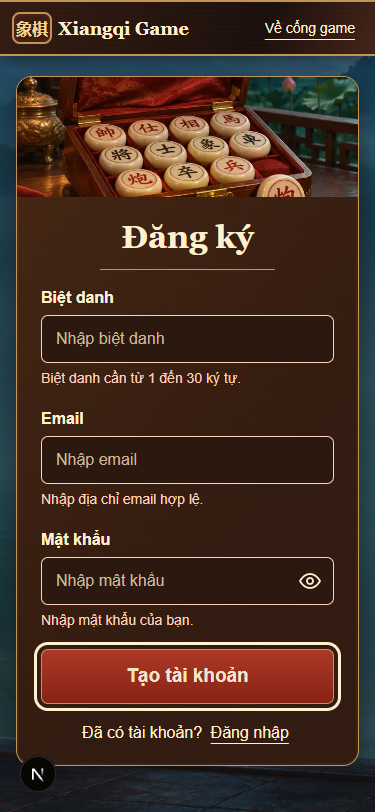 象棋 Xiangqi Game
Về cổng game
帥 仕 相 馬
將 士 象 車
炮 卒 兵
炮
Đăng ký
Biệt danh
Nhập biệt danh
Biệt danh cần từ 1 đến 30 ký tự.
Email
Nhập email
Nhập địa chỉ email hợp lệ.
Mật khẩu
Nhập mật khẩu
Nhập mật khẩu của bạn.
Tạo tài khoản
Đã có tài khoản? Đăng nhập
N